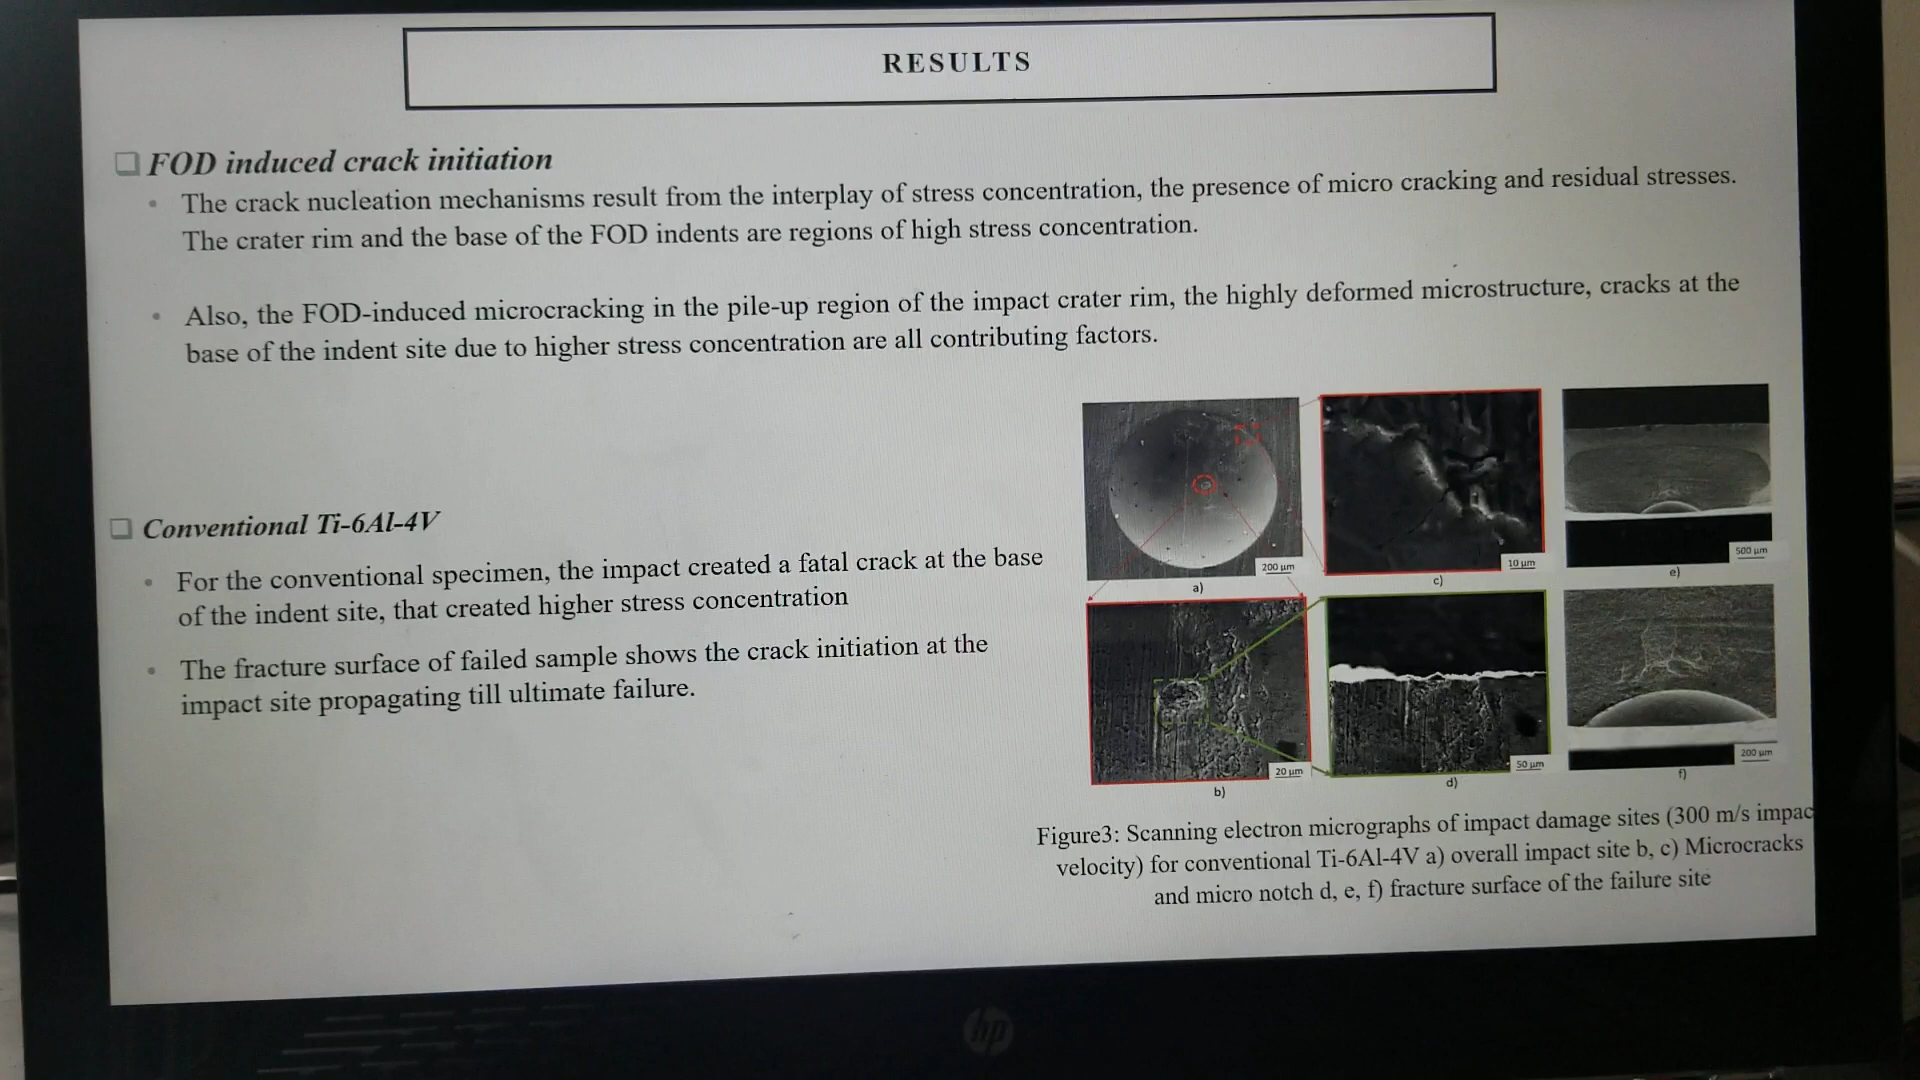 RESULTS
FOD induced crack initiation
The crack nucleation mechanisms result from the interplay of stress concentration, the presence of micro cracking and residual stresses.
The crater rim and the base of the FOD indents are regions of high stress concentration.
Also, the FOD-induced microcracking in the pile-up region of the impact crater rim, the highly deformed microstructure, cracks at the
base of the indent site due to higher stress concentration are all contributing factors.
Conventional Ti-6Al-4V
For the conventional specimen, the impact created a fatal crack at the base
of the indent site, that created higher stress concentration
The fracture surface of failed sample shows the crack initiation at the
impact site propagating till ultimate failure.
200 µm
a)
10 µm
c)
500 µm
e)
20 µm
b)
50 µm
d)
200 µm
f)
Figure3: Scanning electron micrographs of impact damage sites (300 m/s impac
velocity) for conventional Ti-6Al-4V a) overall impact site b, c) Microcracks
and micro notch d, e, f) fracture surface of the failure site
hp